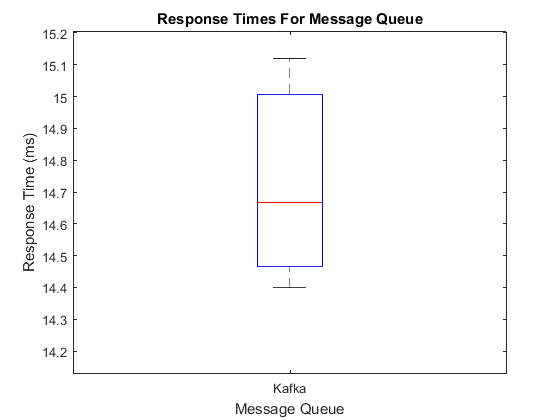 Response Times For Message Queue
15.2
15.1
15
14.9
14.8
14.7
14.6
14.5
14.4
14.3
14.2
Response Time (ms)
Kafka
Message Queue